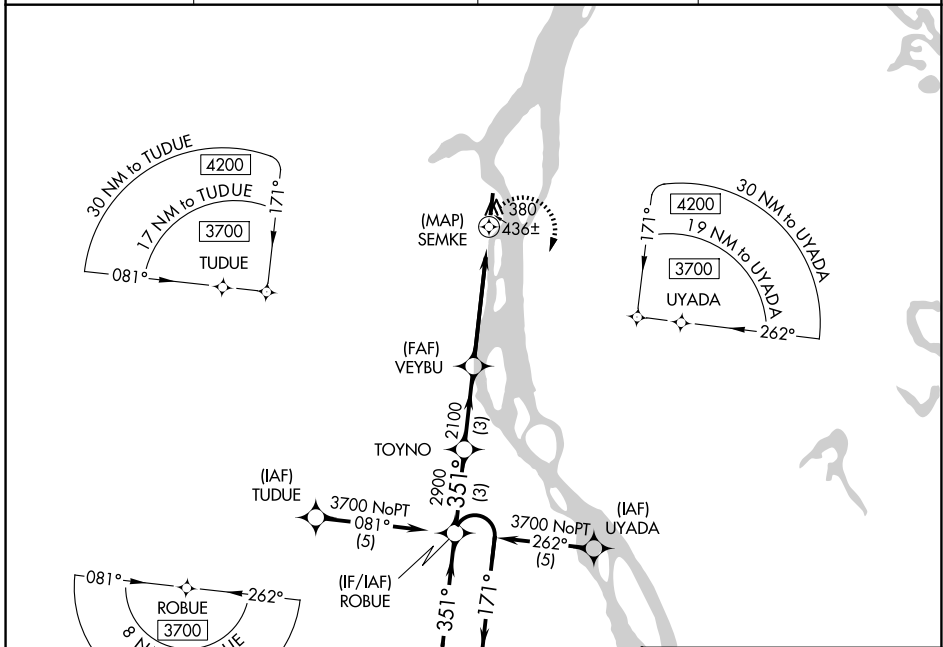 30 NM to TUDUE
4200
17 NM to TUDUE
3700
171°
TUDUE
081°
(MAP)
SEMKE
380
436±
30 NM to UYADA
4200
171°
19 NM to UYADA
3700
UYADA
262°
(FAF)
VEYBU
2100
(3)
TOYNO
2900
351°
(3)
(IAF)
TUDUE
3700 NoPT
081°
(5)
(IAF)
UYADA
3700 NoPT
262°
(5)
(IF/IAF)
ROBUE
351°
171°
081°
262°
ROBUE
3700
8 N
UE